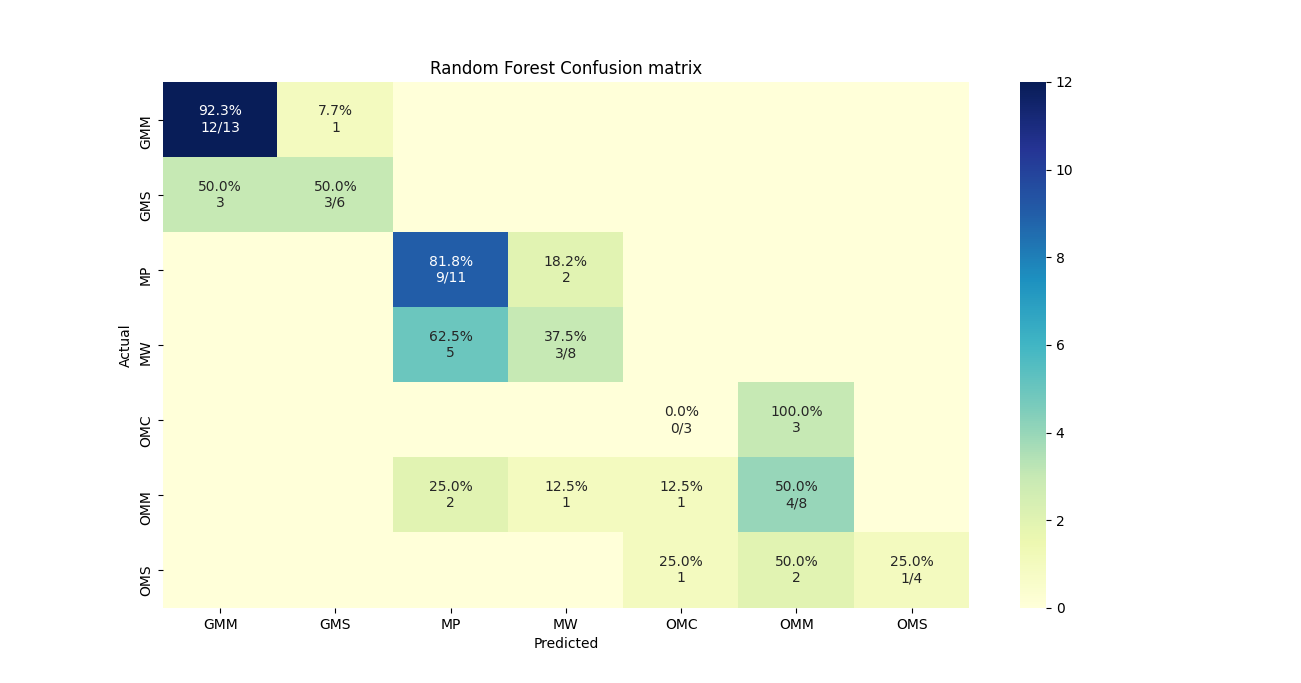 Random Forest Confusion matrix
92.3%
12/13
7.7%
1
GMM
50.0%
3
50.0%
3/6
GMS
81.8%
9/11
18.2%
2
MP
62.5%
5
37.5%
3/8
MW
Actual
0.0%
0/3
100.0%
3
OMC
25.0%
2
12.5%
1
12.5%
1
50.0%
4/8
OMM
25.0%
1
50.0%
2
25.0%
1/4
OMS
GMM
GMS
MP
MW
OMC
OMM
OMS
Predicted
12
10
8
6
4
2
0